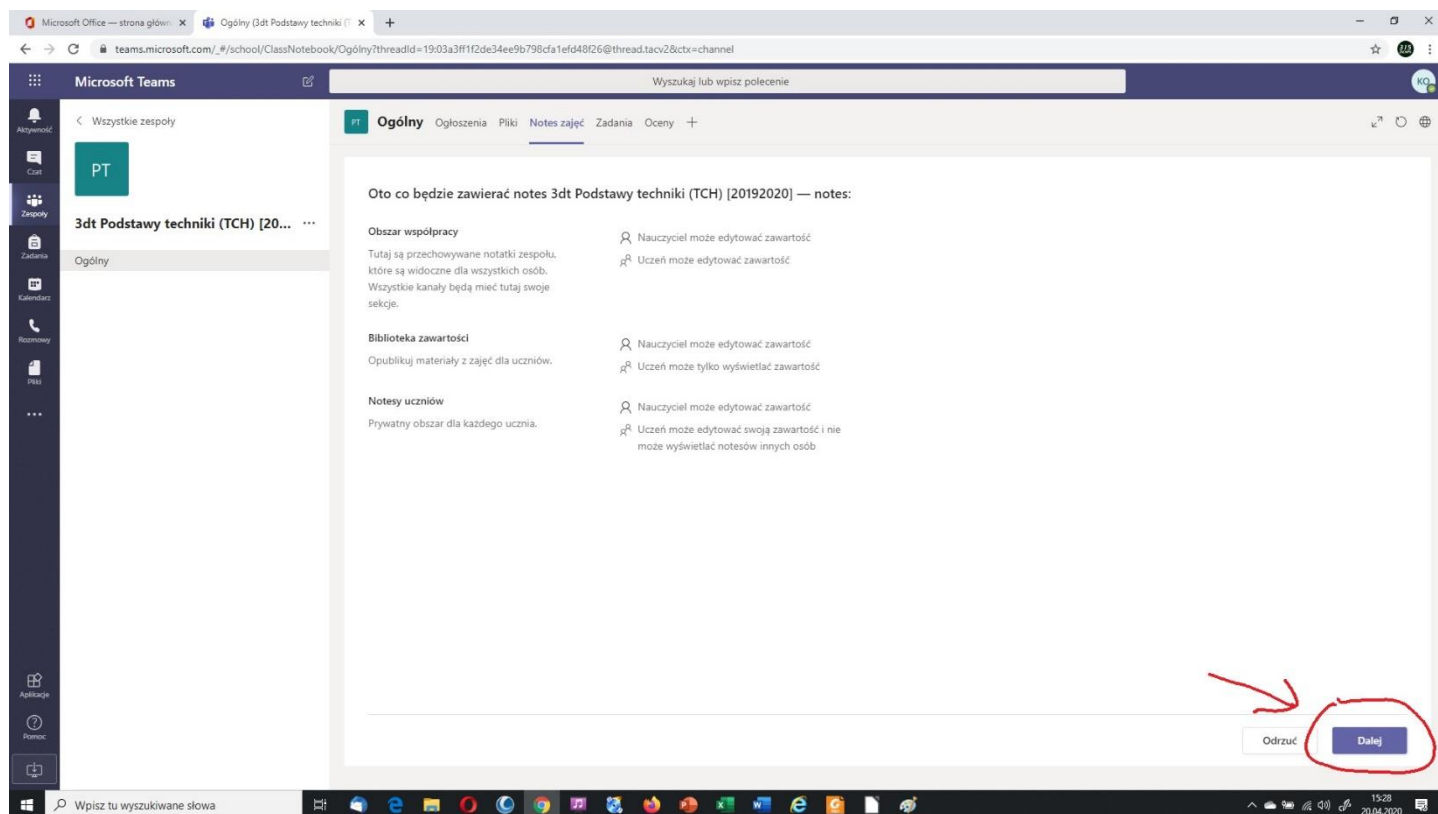 Microsoft Office — strona główn
Ogólny (3dt Podstawy techniki (T
teams.microsoft.com/_#/school/ClassNotebook/Ogólny?threadId=19:03a3ff1f2de34ee9b798cfa1efd48f26@thread.tacv2&ctx=channel
Microsoft Teams
Wyszukaj lub wpisz polecenie
KO
Aktywność
Czat
Zespoły
Zadania
Kalendarz
Rozmowy
Pliki
Aplikacje
Pomoc
Wszystkie zespoły
PT
3dt Podstawy techniki (TCH) [20...
Ogólny
PT Ogólny Ogłoszenia Pliki Notes zajęć Zadania Oceny
Oto co będzie zawierać notes 3dt Podstawy techniki (TCH) [20192020] — notes:
Obszar współpracy
Tutaj są przechowywane notatki zespołu,
które są widoczne dla wszystkich osób.
Wszystkie kanały będą mieć tutaj swoje
sekcje.
Nauczyciel może edytować zawartość
Uczeń może edytować zawartość
Biblioteka zawartości
Opublikuj materiały z zajęć dla uczniów.
Nauczyciel może edytować zawartość
Uczeń może tylko wyświetlać zawartość
Notesy uczniów
Prywatny obszar dla każdego ucznia.
Nauczyciel może edytować zawartość
Uczeń może edytować swoją zawartość i nie
może wyświetlać notesów innych osób
Odrzuć
Dalej
Wpisz tu wyszukiwane słowa
15:28
20.04.2020